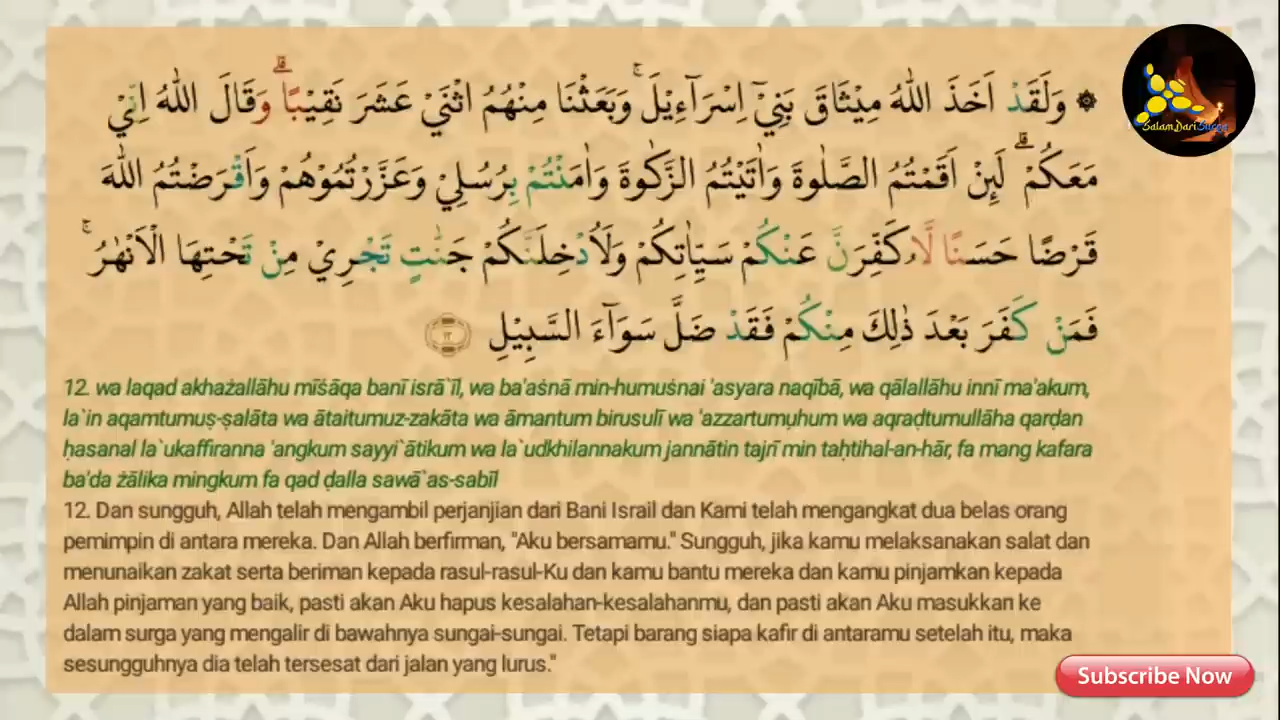 ۞ وَلَقَدْ اَخَذَ اللّٰهُ مِيْثَاقَ بَنِيْٓ اِسْرَاۤءِيْلَۚ وَبَعَثْنَا مِنْهُمُ اثْنَيْ عَشَرَ نَقِيْبًاۗ وَقَالَ اللّٰهُ اِنِّيْ
مَعَكُمْۗ لَىِٕنْ اَقَمْتُمُ الصَّلٰوةَ وَاٰتَيْتُمُ الزَّكٰوةَ وَاٰمَنْتُمْ بِرُسُلِيْ وَعَزَّرْتُمُوْهُمْ وَاَقْرَضْتُمُ اللّٰهَ
قَرْضًا حَسَنًا لَّاُكَفِّرَنَّ عَنْكُمْ سَيِّاٰتِكُمْ وَلَاُدْخِلَنَّكُمْ جَنّٰتٍ تَجْرِيْ مِنْ تَحْتِهَا الْاَنْهٰرُۚ
فَمَنْ كَفَرَ بَعْدَ ذٰلِكَ مِنْكُمْ فَقَدْ ضَلَّ سَوَاۤءَ السَّبِيْلِ ١٢
12. wa laqad akhażallāhu mīṡāqa banī isrā`īl, wa ba'aṡnā min-humuṡnai 'asyara naqībā, wa qālallāhu innī ma'akum,
la`in aqamtumuṣ-ṣalāta wa ātaitumuz-zakāta wa āmantum birusulī wa 'azzartumụhum wa aqraḍtumullāha qarḍan
ḥasanal la`ukaffiranna 'angkum sayyi`ātikum wa la`udkhilannakum jannātin tajrī min taḥtihal-an-hār, fa mang kafara
ba'da żālika mingkum fa qad ḍalla sawā`as-sabīl
12. Dan sungguh, Allah telah mengambil perjanjian dari Bani Israil dan Kami telah mengangkat dua belas orang
pemimpin di antara mereka. Dan Allah berfirman, "Aku bersamamu." Sungguh, jika kamu melaksanakan salat dan
menunaikan zakat serta beriman kepada rasul-rasul-Ku dan kamu bantu mereka dan kamu pinjamkan kepada
Allah pinjaman yang baik, pasti akan Aku hapus kesalahan-kesalahanmu, dan pasti akan Aku masukkan ke
dalam surga yang mengalir di bawahnya sungai-sungai. Tetapi barang siapa kafir di antaramu setelah itu, maka
sesungguhnya dia telah tersesat dari jalan yang lurus."
SalamDari
Subscribe Now